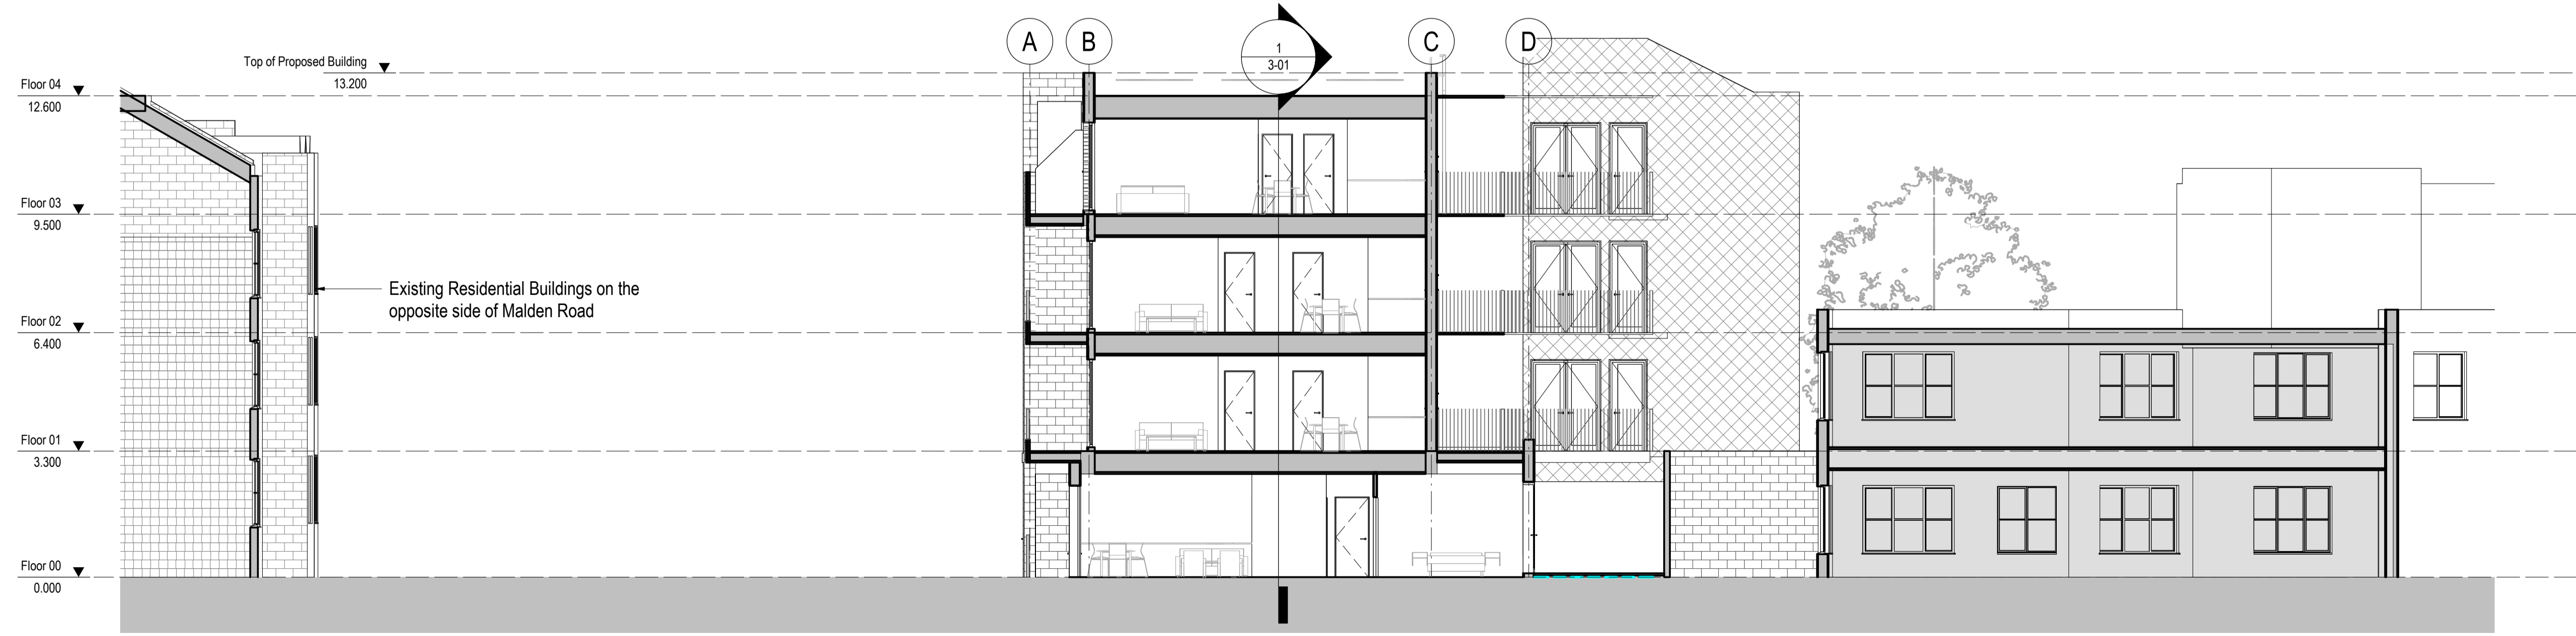 A
B
1
3-01
C
D
Top of Proposed Building
13.200
Floor 04
12.600
Floor 03
9.500
Existing Residential Buildings on the
opposite side of Malden Road
Floor 02
6.400
Floor 01
3.300
Floor 00
0.000